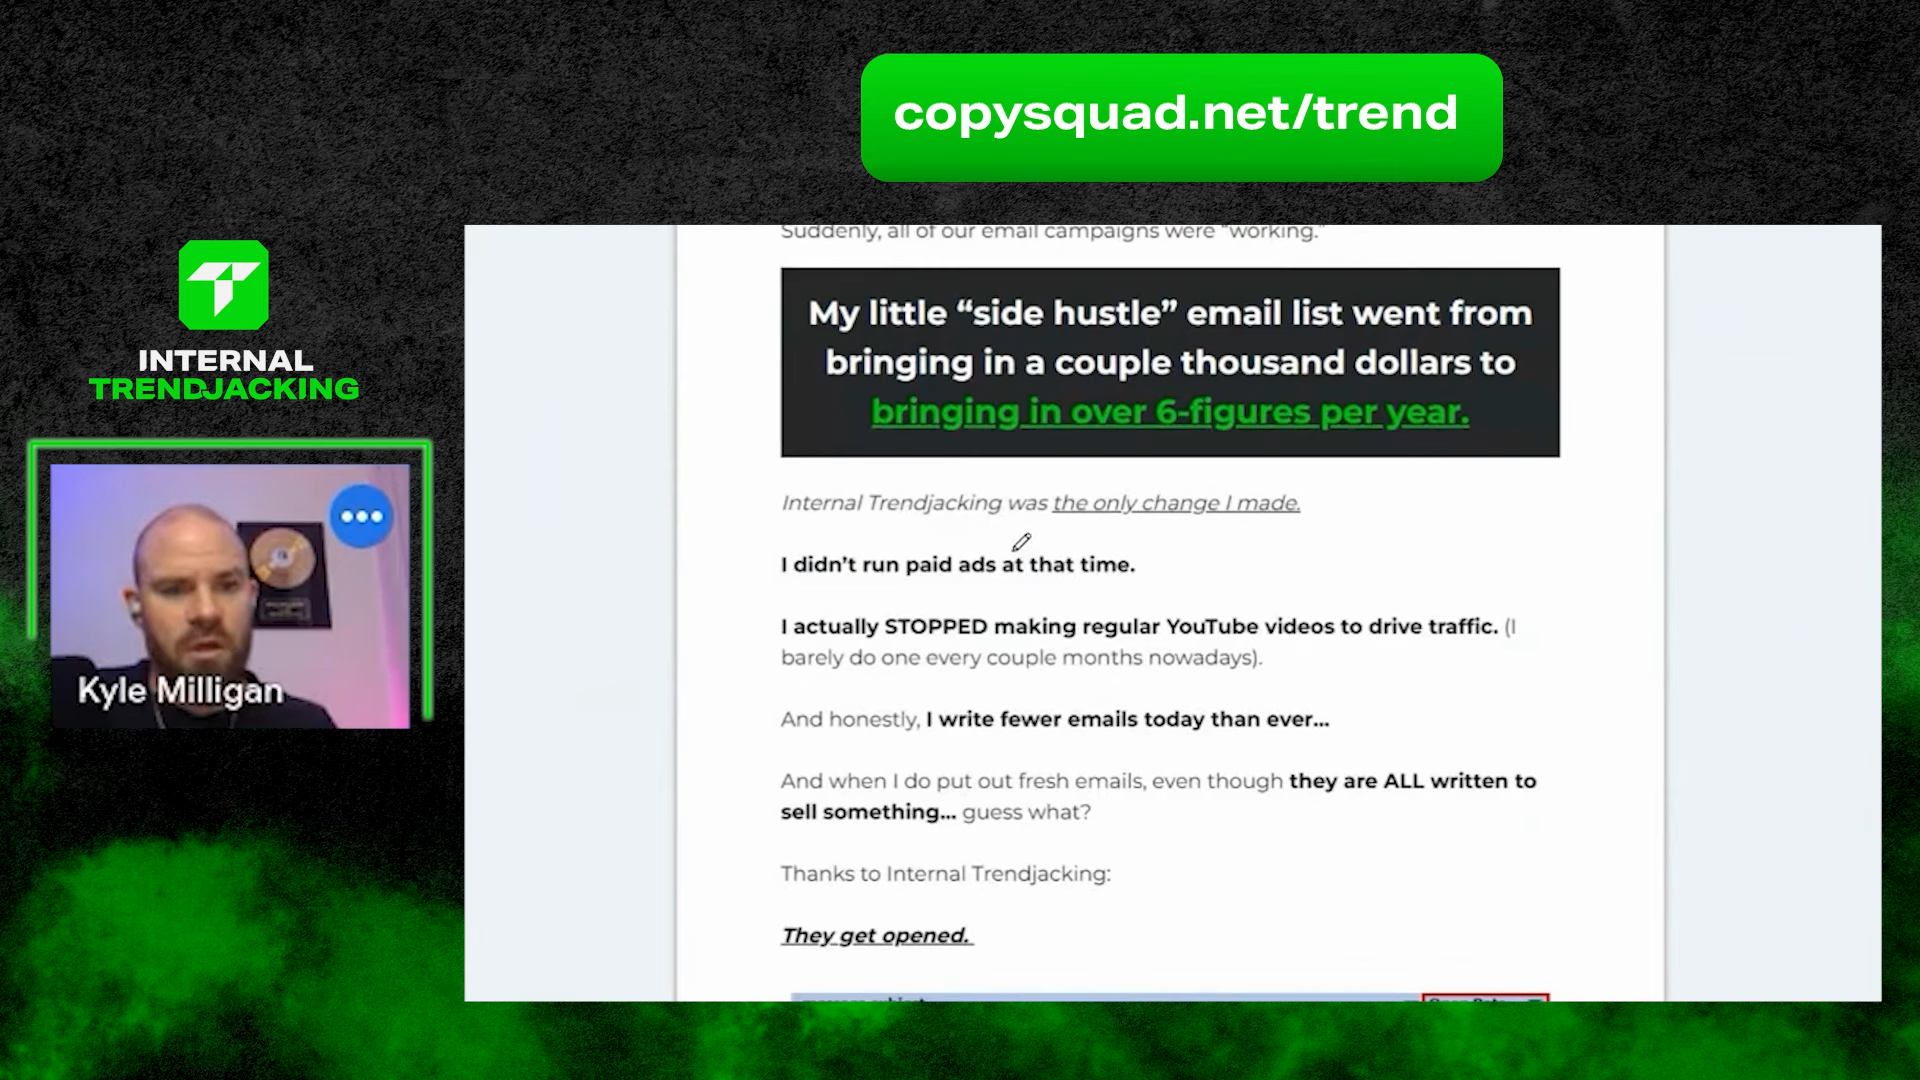 copysquad.net/trend
INTERNAL
TRENDJACKING
Kyle Milligan
Suddenly, all of our email campaigns were “working.”
My little “side hustle” email list went from
bringing in a couple thousand dollars to
bringing in over 6-figures per year.
Internal Trendjacking was the only change I made.
I didn’t run paid ads at that time.
I actually STOPPED making regular YouTube videos to drive traffic. (I
barely do one every couple months nowadays).
And honestly, I write fewer emails today than ever...
And when I do put out fresh emails, even though they are ALL written to
sell something... guess what?
Thanks to Internal Trendjacking:
They get opened.